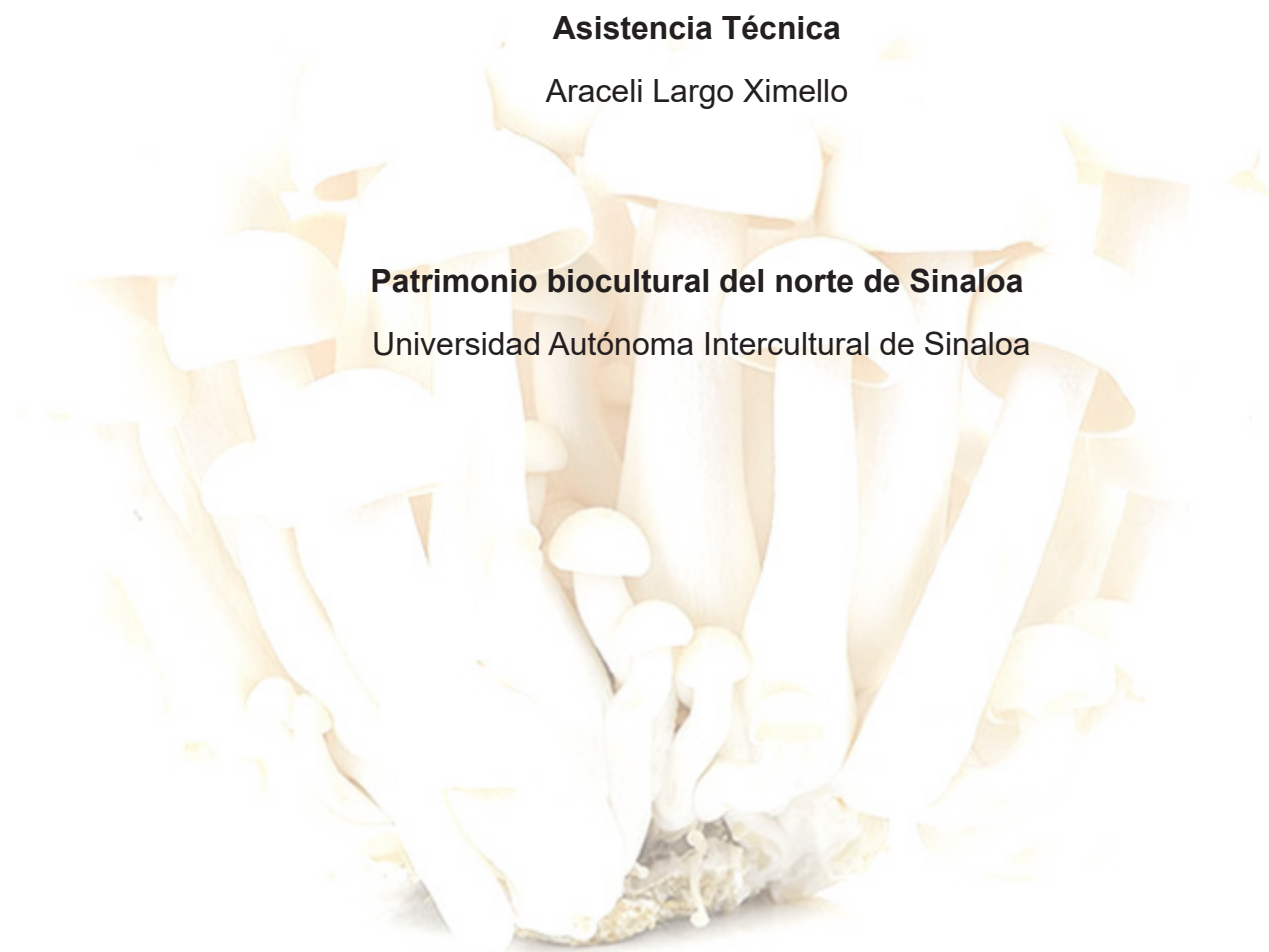 Asistencia Técnica
Araceli Largo Ximello
Patrimonio biocultural del norte de Sinaloa
Universidad Autónoma Intercultural de Sinaloa